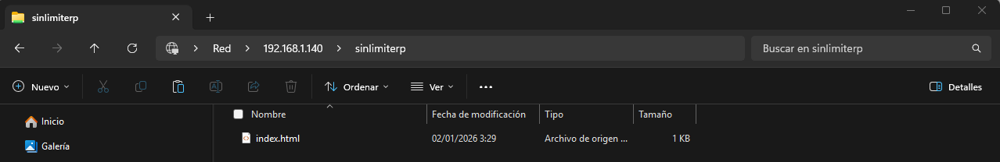 sinlimiterp
Red 192.168.1.140 sinlimiterp
Buscar en sinlimiterp
Nuevo
Ordenar
Ver
Detalles
Inicio
Galería
Nombre Fecha de modificación Tipo Tamaño
index.html 02/01/2026 3:29 Archivo de origen ... 1 KB